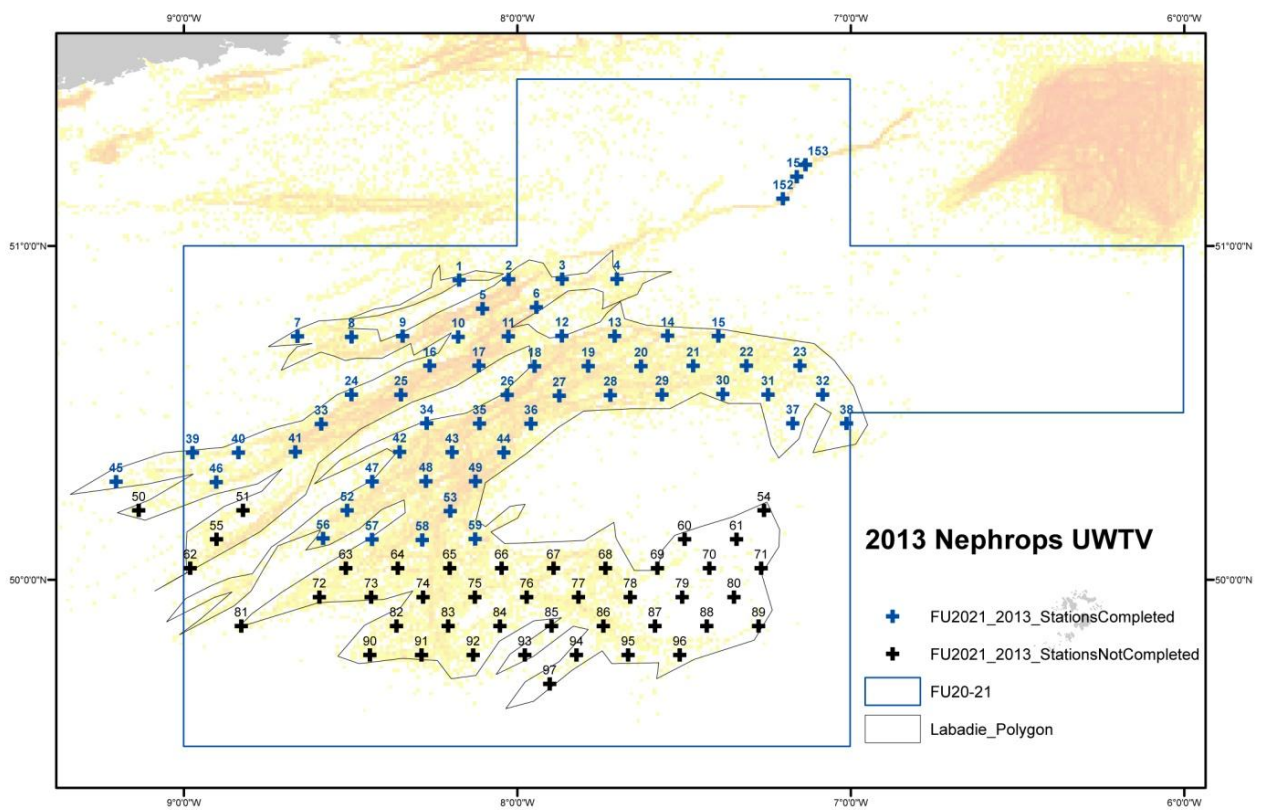 9°0'0"W 8°0'0"W 7°0'0"W 6°0'0"W
153
15
152
51°0'0"N 51°0'0"N
1 2 3 4
5 6
7 8 9 10 11 12 13 14 15
16 17 18 19 20 21 22 23
24 25 26 27 28 29 30 31 32
33 34 35 36 37 38
39 40 41 42 43 44
45 46 47 48 49
50 51 52 53 54
55 56 57 58 59 60 61
62 63 64 65 66 67 68 69 70 71
50°0'0"N 50°0'0"N
72 73 74 75 76 77 78 79 80
81 82 83 84 85 86 87 88 89
90 91 92 93 94 95 96
97
2013 Nephrops UWTV
FU2021_2013_StationsCompleted
FU2021_2013_StationsNotCompleted
FU20-21
Labadie_Polygon
9°0'0"W 8°0'0"W 7°0'0"W 6°0'0"W